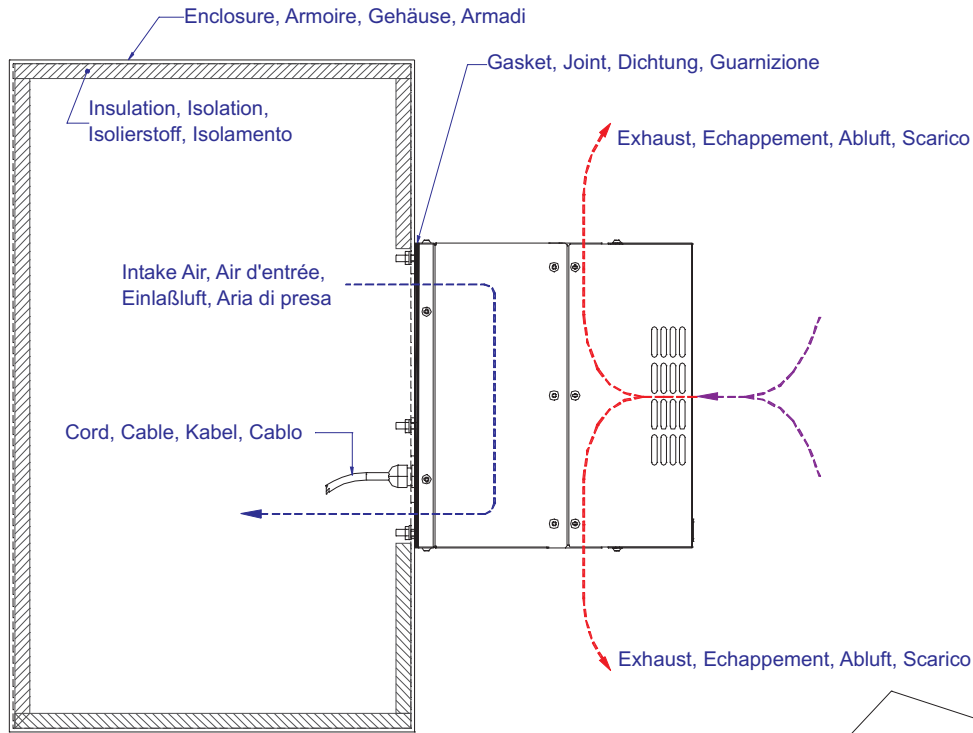 Enclosure, Armoire, Gehäuse, Armadi
Gasket, Joint, Dichtung, Guarnizione
Insulation, Isolation,
Isolierstoff, Isolamento
Exhaust, Echappement, Abluft, Scarico
Intake Air, Air d'entrée,
Einlaßluft, Aria di presa
Cord, Cable, Kabel, Cablo
Exhaust, Echappement, Abluft, Scarico